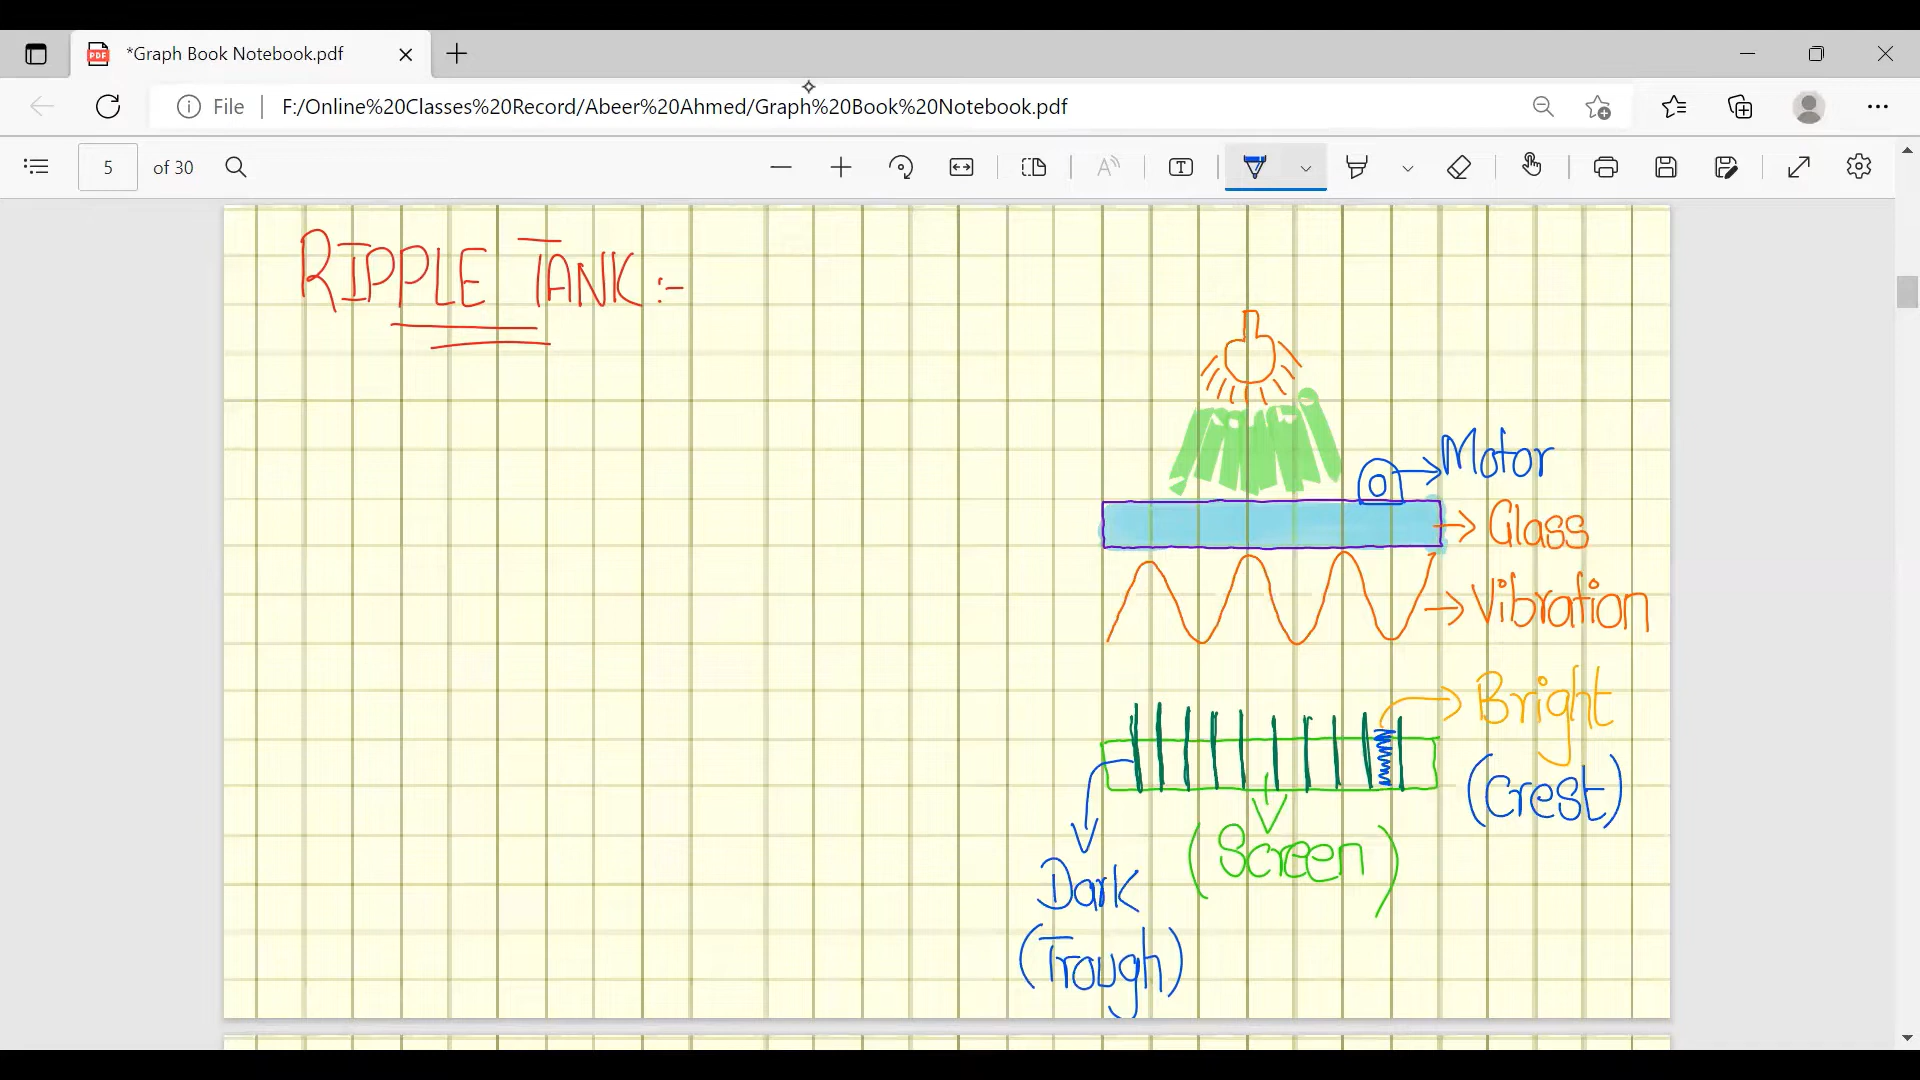 *Graph Book Notebook.pdf
File
F:/Online%20Classes%20Record/Abeer%20Ahmed/Graph%20Book%20Notebook.pdf
5 of 30
RIPPLE TANK :-
Motor
Glass
Vibration
Bright
(Crest)
(Screen)
Dark
(Trough)